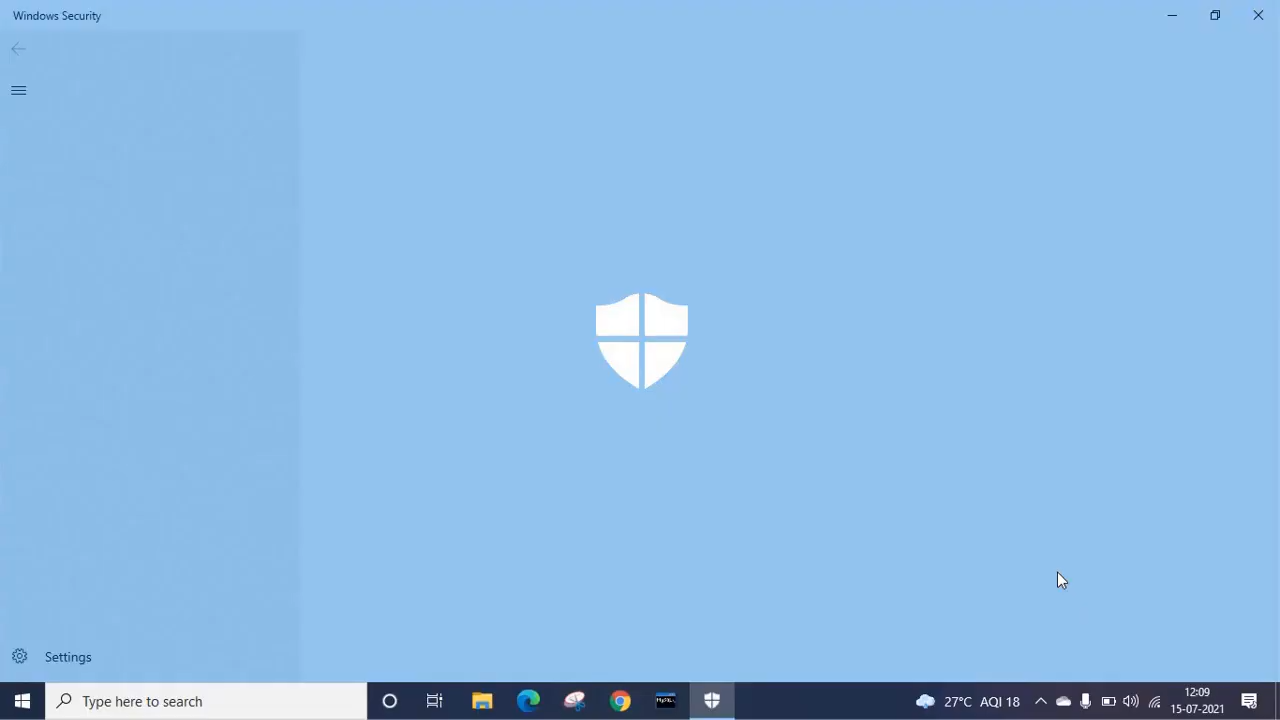 Windows Security
Settings
Type here to search
27°C AQI 18
12:09
15-07-2021